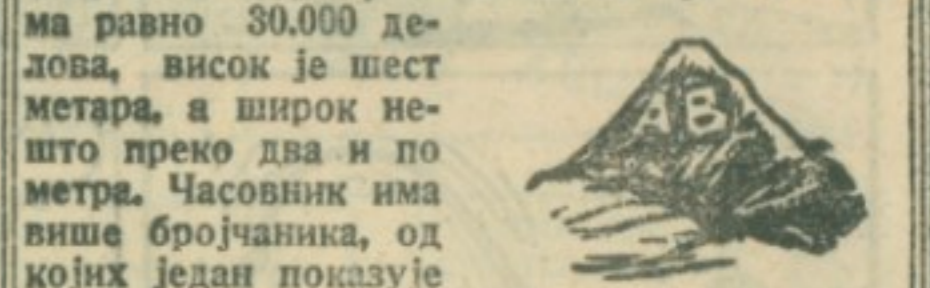 ма равно 30.000 де-
лова, висок је шест
метара, а широк не-
што преко два и по
метра. Часовник има
више бројчаника, од
којих један показује
АВ